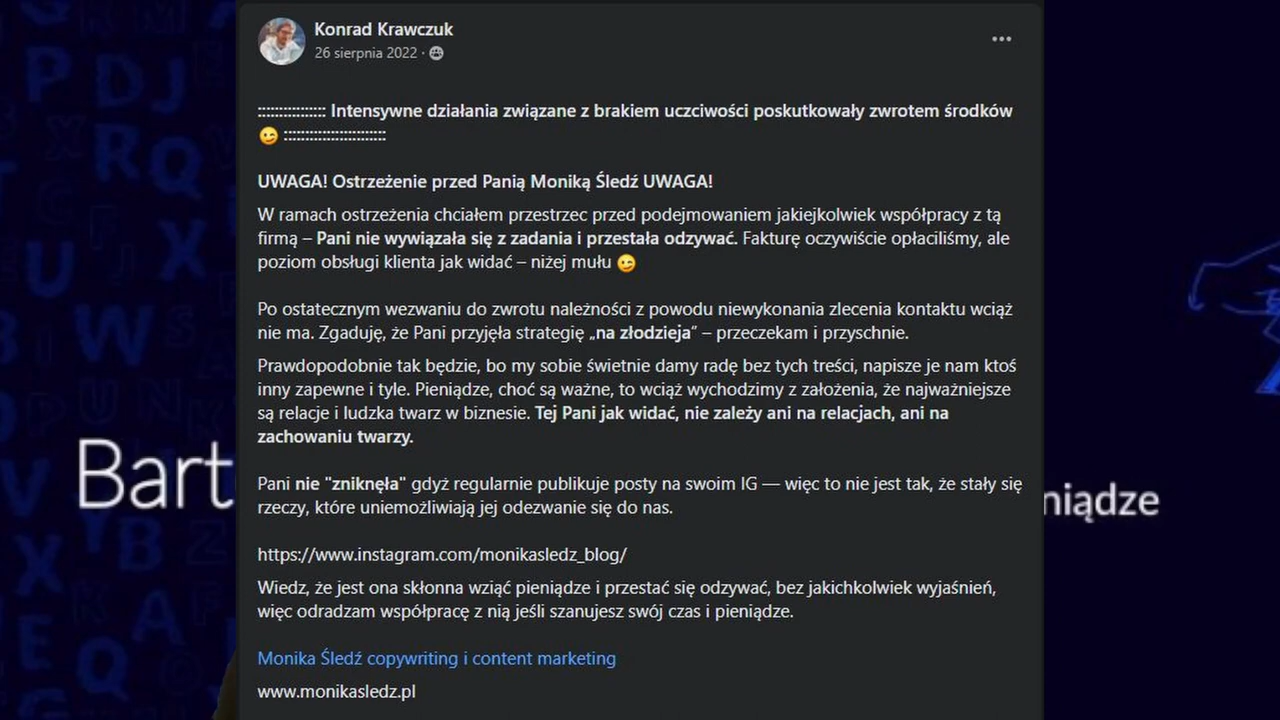 Konrad Krawczuk
26 sierpnia 2022 ·
:::::::::::::::: Intensywne działania związane z brakiem uczciwości poskutkowały zwrotem środków
😉 ::::::::::::::::::::::::
UWAGA! Ostrzeżenie przed Panią Moniką Śledź UWAGA!
W ramach ostrzeżenia chciałem przestrzec przed podejmowaniem jakiejkolwiek współpracy z tą
firmą – Pani nie wywiązała się z zadania i przestała odzywać. Fakturę oczywiście opłaciliśmy, ale
poziom obsługi klienta jak widać – niżej mułu 😉
Po ostatecznym wezwaniu do zwrotu należności z powodu niewykonania zlecenia kontaktu wciąż
nie ma. Zgaduję, że Pani przyjęła strategię „na złodzieja” – przeczekam i przyschnie.
Prawdopodobnie tak będzie, bo my sobie świetnie damy radę bez tych treści, napisze je nam ktoś
inny zapewne i tyle. Pieniądze, choć są ważne, to wciąż wychodzimy z założenia, że najważniejsze
są relacje i ludzka twarz w biznesie. Tej Pani jak widać, nie zależy ani na relacjach, ani na
zachowaniu twarzy.
Pani nie "zniknęła" gdyż regularnie publikuje posty na swoim IG — więc to nie jest tak, że stały się
rzeczy, które uniemożliwiają jej odezwanie się do nas.
https://www.instagram.com/monikasledz_blog/
Wiedz, że jest ona skłonna wziąć pieniądze i przestać się odzywać, bez jakichkolwiek wyjaśnień,
więc odradzam współpracę z nią jeśli szanujesz swój czas i pieniądze.
Monika Śledź copywriting i content marketing
www.monikasledz.pl
Bart
niądze